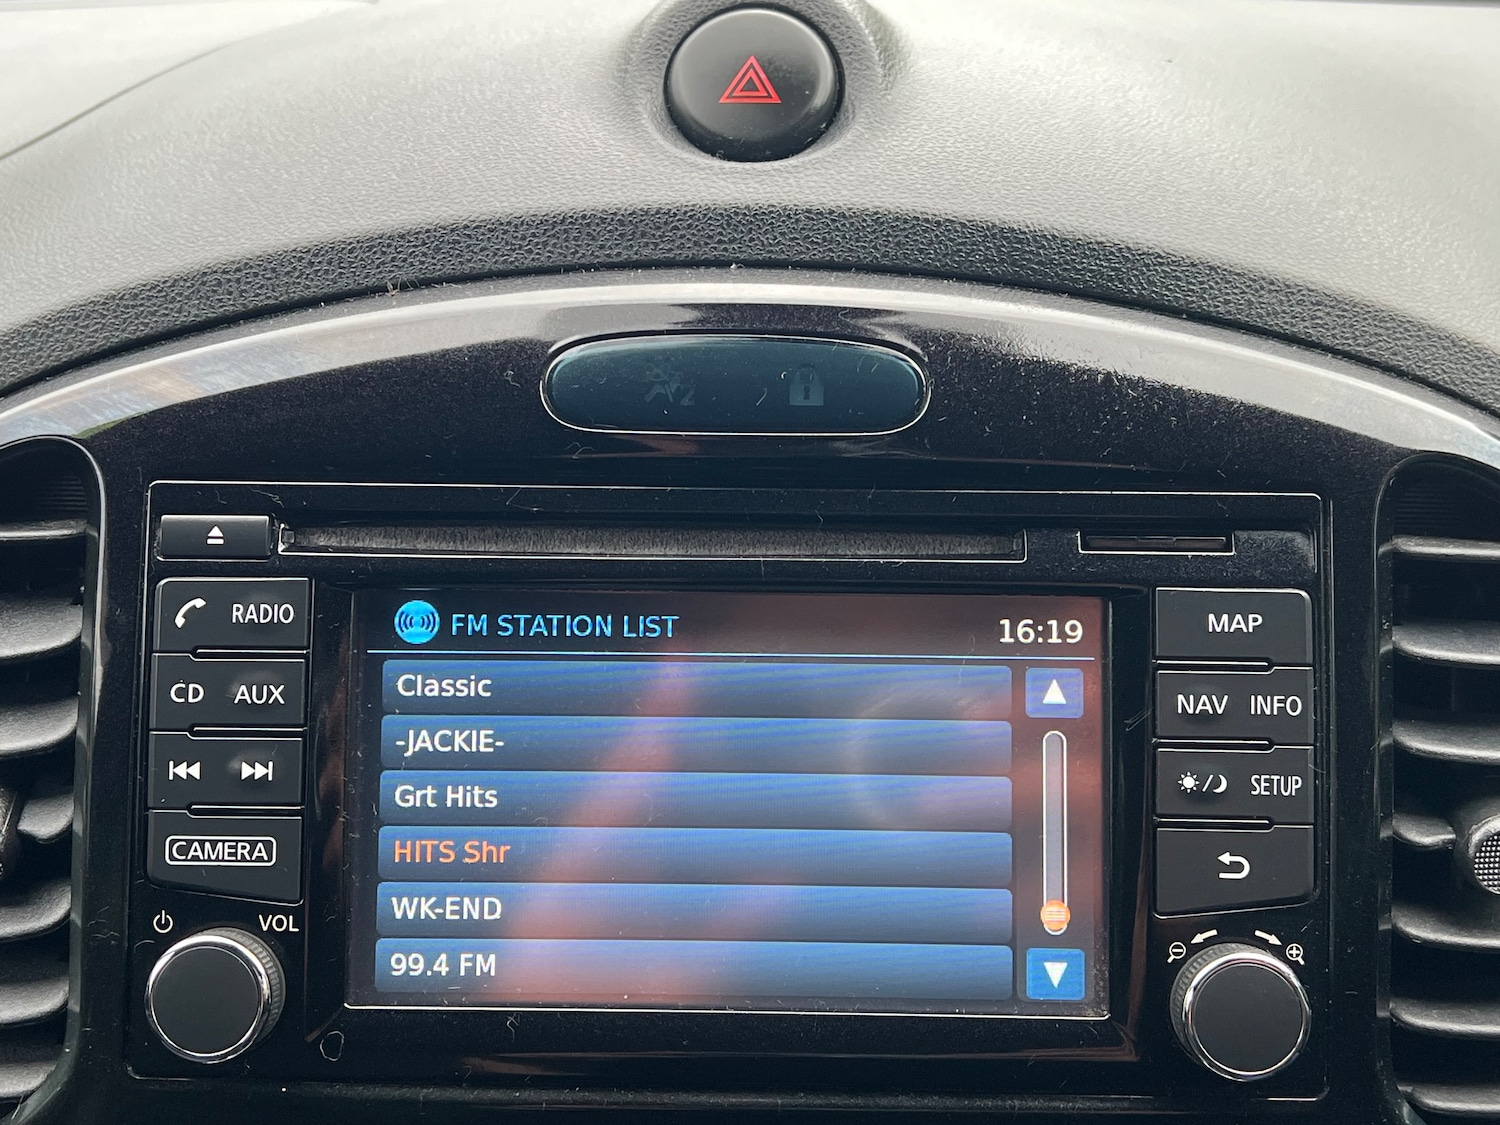 RADIO
CD AUX
CAMERA
VOL
FM STATION LIST 16:19
Classic
-JACKIE-
Grt Hits
HITS Shr
WK-END
99.4 FM
MAP
NAV INFO
SETUP